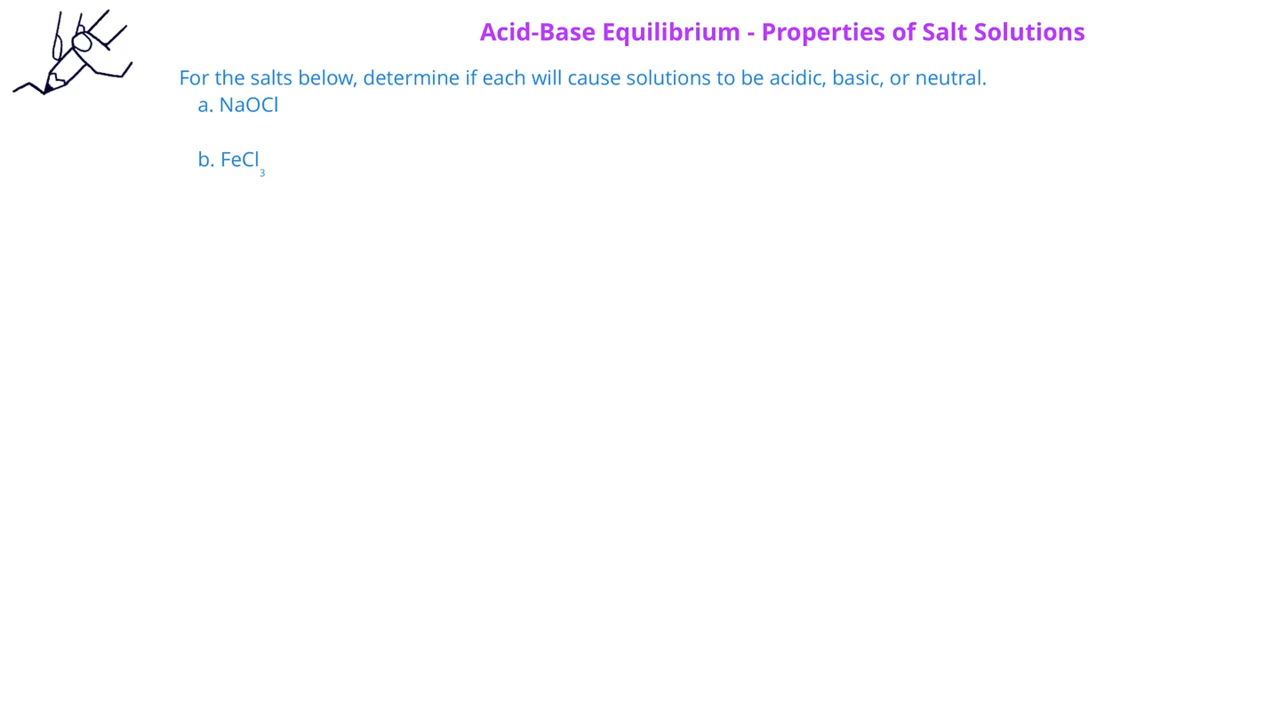 Acid-Base Equilibrium - Properties of Salt Solutions
For the salts below, determine if each will cause solutions to be acidic, basic, or neutral.
a. NaOCl
b. FeCl₃